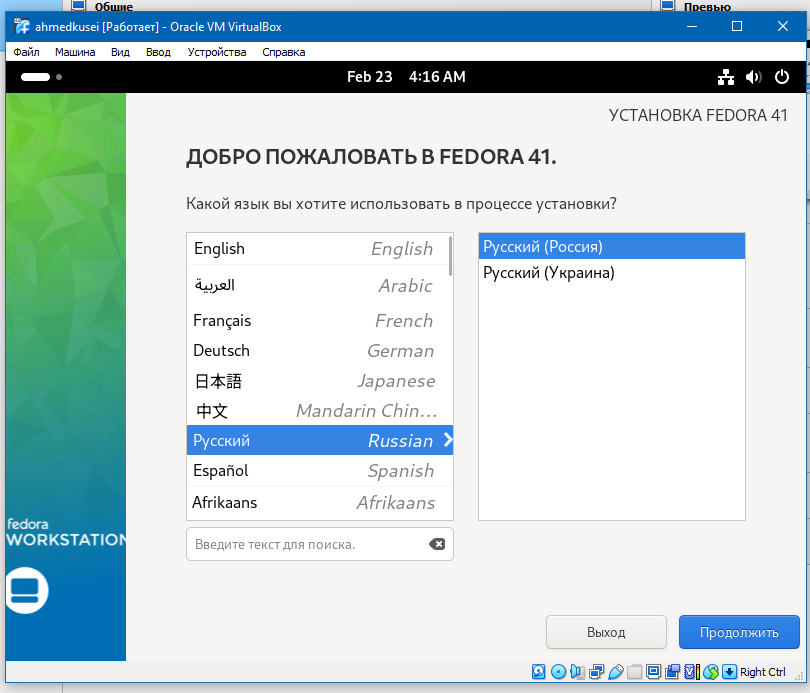 Общие
Превью
ahmedkusei [Работает] - Oracle VM VirtualBox
Файл Машина Вид Ввод Устройства Справка
Feb 23 4:16 AM
УСТАНОВКА FEDORA 41
ДОБРО ПОЖАЛОВАТЬ В FEDORA 41.
Какой язык вы хотите использовать в процессе установки?
English English
العربية Arabic
Français French
Deutsch German
日本語 Japanese
中文 Mandarin Chin...
Русский Russian
Español Spanish
Afrikaans Afrikaans
Русский (Россия)
Русский (Украина)
Введите текст для поиска.
fedora
WORKSTATION
Выход
Продолжить
Right Ctrl